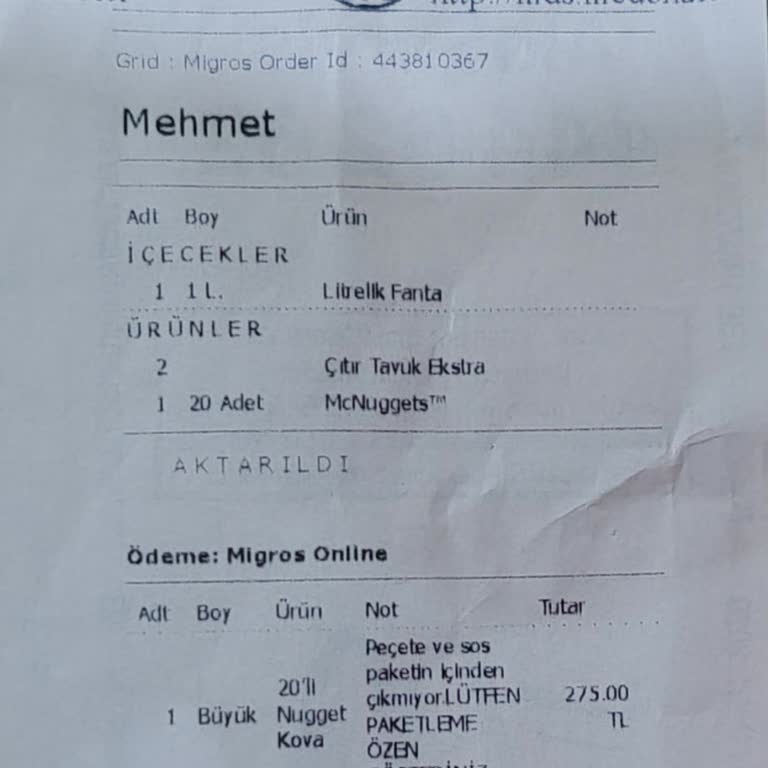 Grid : Migros Order Id : 443810367
Mehmet
Adt Boy Ürün Not
İÇECEKLER
1 1 L. Litrelik Fanta
ÜRÜNLER
2 Çıtır Tavuk Ekstra
1 20 Adet McNuggets™
AKTARILDI
Ödeme: Migros Online
Adt Boy Ürün Not Tutar
Peçete ve sos
paketin içinden
20'li çıkmıyor.LÜTFEN 275.00
1 Büyük Nugget PAKETLEME TL
Kova ÖZEN